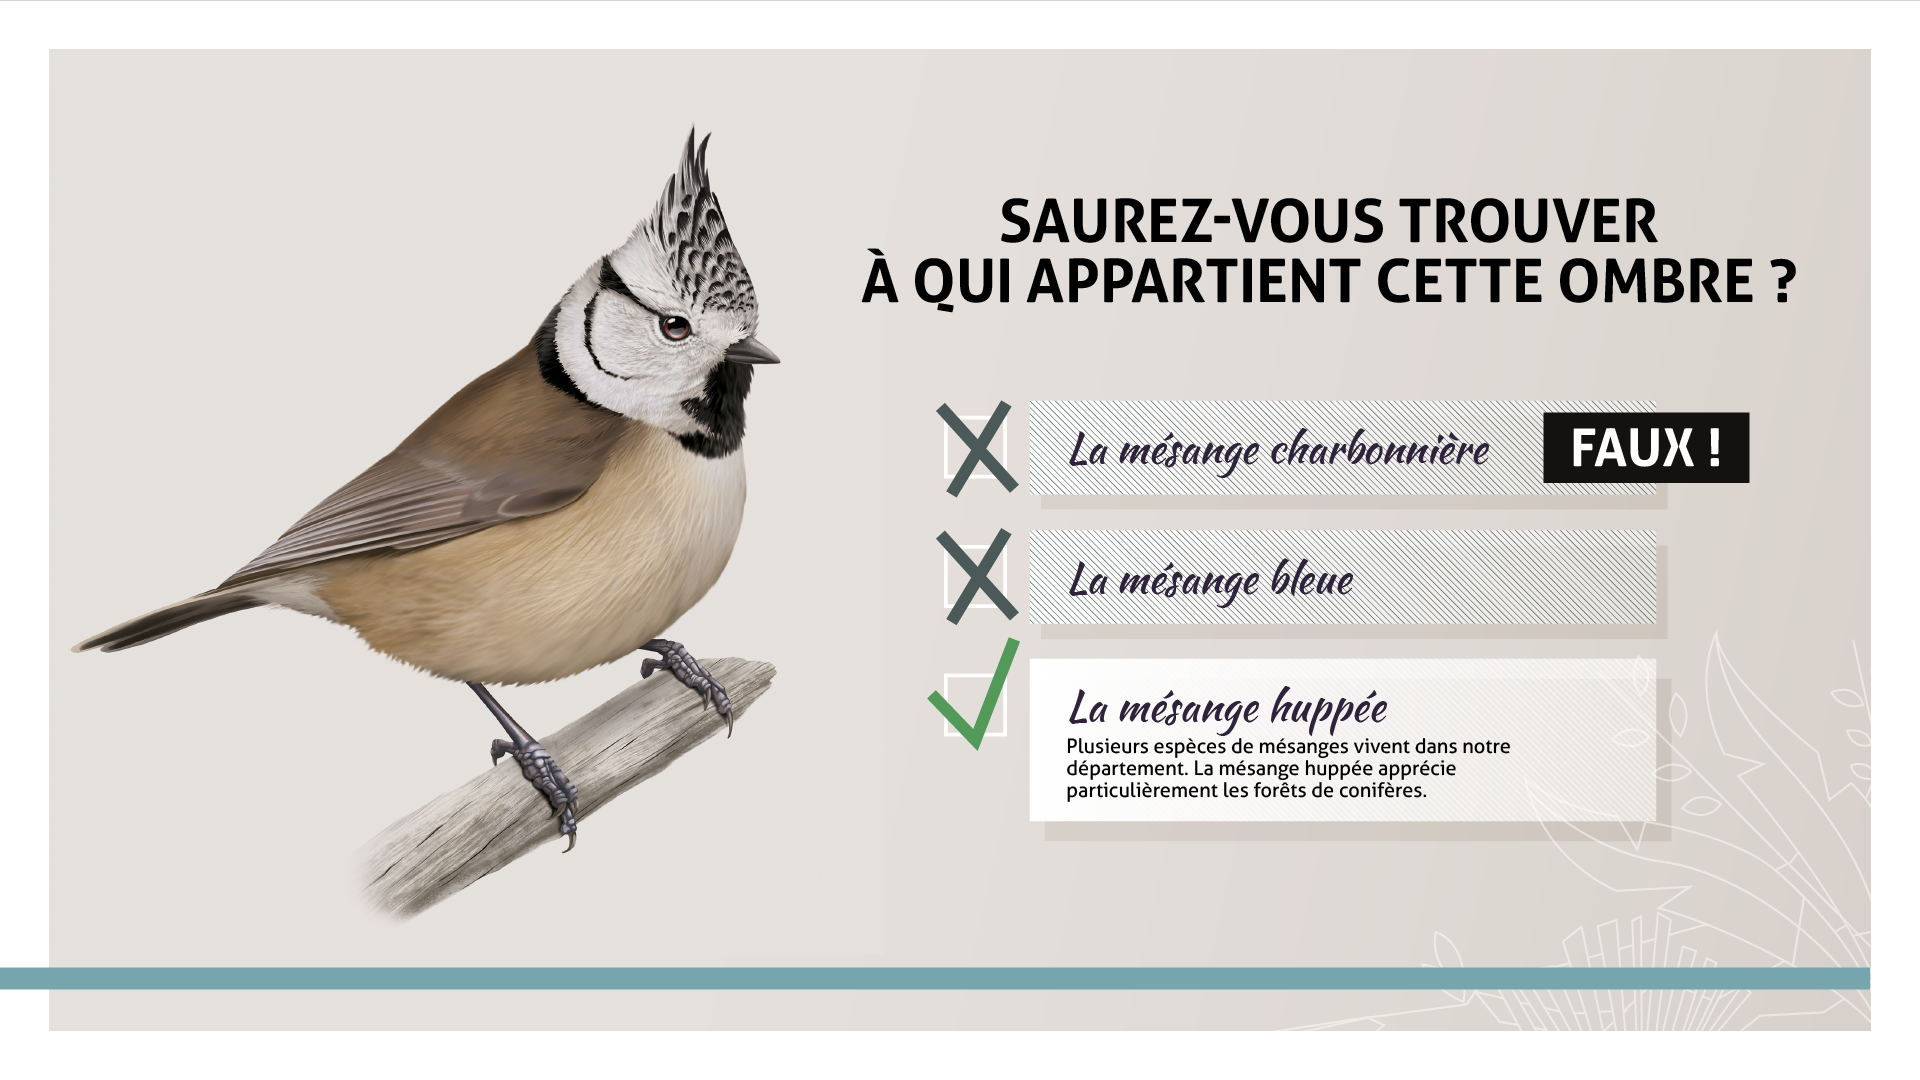 SAUREZ-VOUS TROUVER
À QUI APPARTIENT CETTE OMBRE ?
La mésange charbonnière
FAUX !
La mésange bleue
La mésange huppée
Plusieurs espèces de mésanges vivent dans notre
département. La mésange huppée apprécie
particulièrement les forêts de conifères.